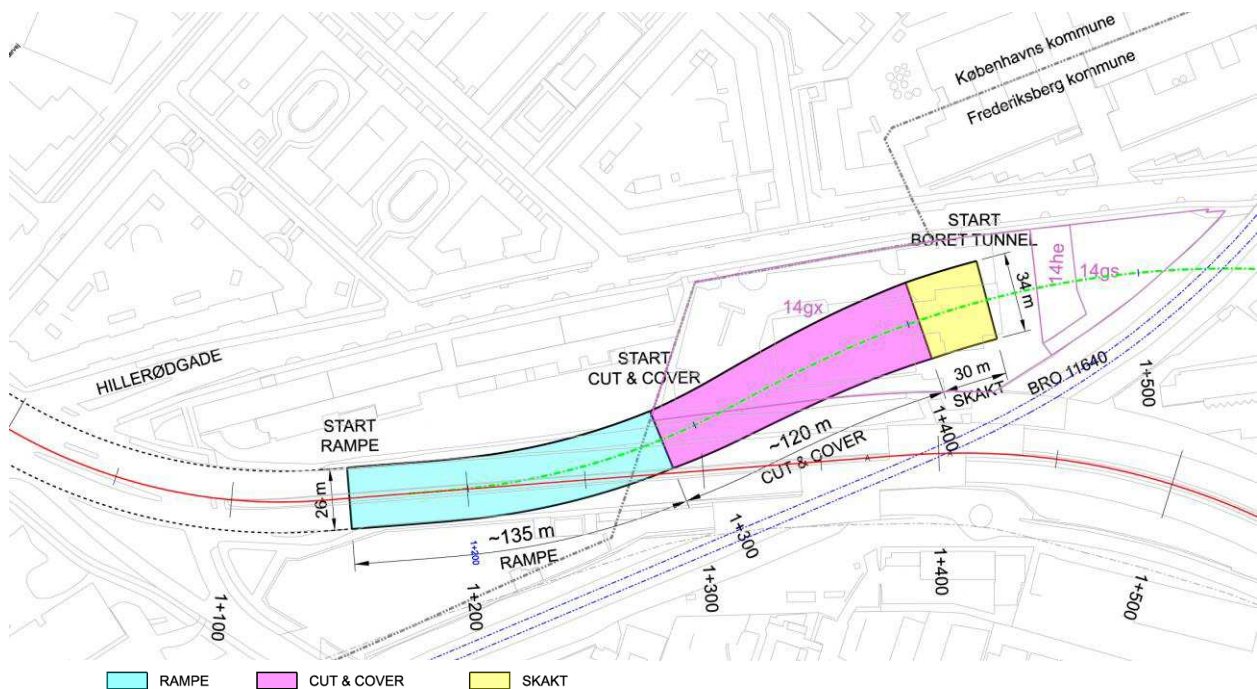 Københavns kommune
Frederiksberg kommune
START
BORET TUNNEL
14he
14gs
34 m
14gx
HILLERØDGADE
START
CUT & COVER
30 m
SKAKT
BRO 11640
1+500
START
RAMPE
1+400
~120 m
CUT & COVER
26 m
~135 m
RAMPE
1+200
1+300
1+100
1+200
1+300
1+400
1+500
RAMPE
CUT & COVER
SKAKT